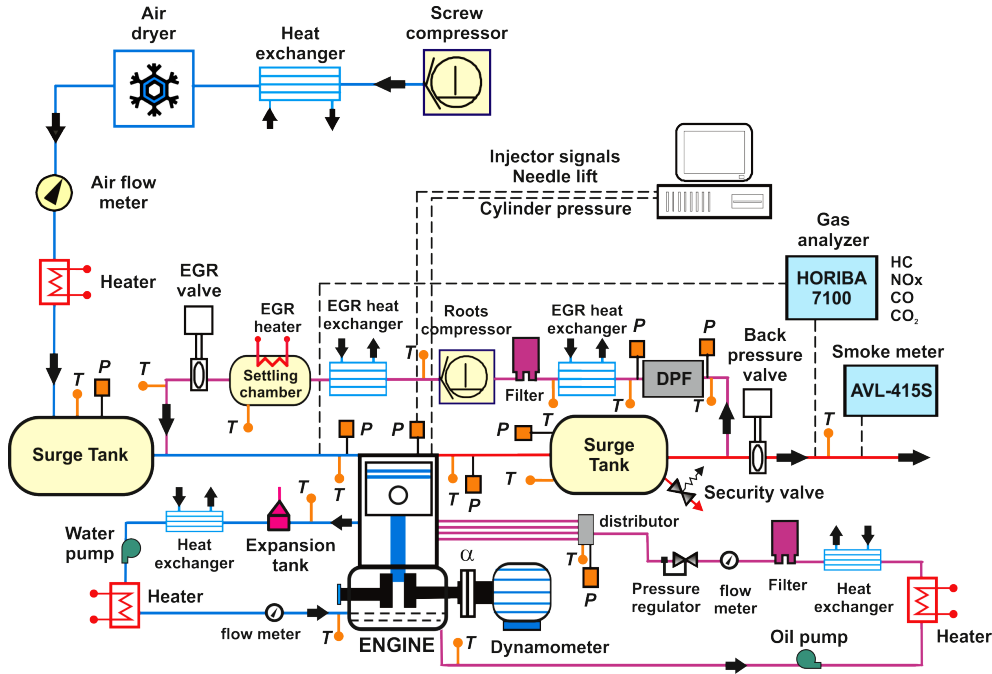 Air
dryer
Heat
exchanger
Screw
compressor
Air flow
meter
Injector signals
Needle lift
Cylinder pressure
Gas
analyzer
HORIBA
7100
HC
NOx
CO
CO₂
Heater
EGR
valve
EGR
heater
EGR heat
exchanger
Roots
compressor
EGR heat
exchanger
Back
pressure
valve
Smoke meter
AVL-415S
T
P
T
Settling
chamber
T
T
Filter
T
P
T
DPF
P
T
T
Surge Tank
P
T
P
T
P
P
T
Surge
Tank
Security valve
Water
pump
Heat
exchanger
Expansion
tank
T
distributor
T
P
Pressure
regulator
flow
meter
Filter
Heat
exchanger
Heater
Heater
flow meter
T
ENGINE
α
Dynamometer
T
Oil pump